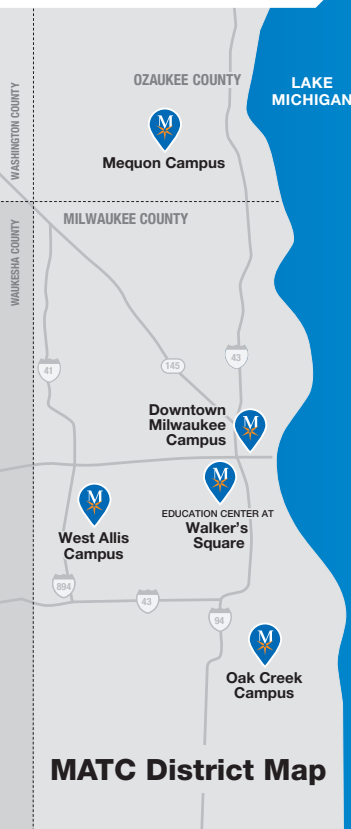 OZAUKEE COUNTY
LAKE
MICHIGAN
WASHINGTON COUNTY
M
Mequon Campus
MILWAUKEE COUNTY
WAUKESHA COUNTY
41
145
43
Downtown
Milwaukee
Campus
M
M
EDUCATION CENTER AT
Walker's
Square
M
West Allis
Campus
894
43
94
M
Oak Creek
Campus
MATC District Map